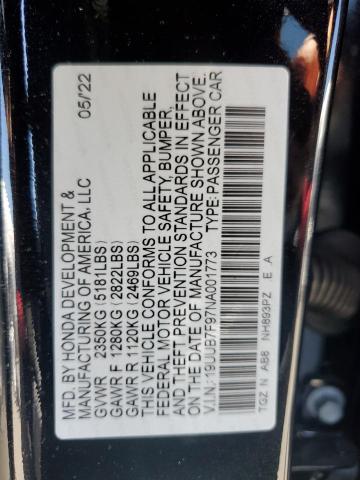 MFD. BY HONDA DEVELOPMENT & 05/22
MANUFACTURING OF AMERICA, LLC
GVWR 2350KG (5181LBS)
GAWR F 1280KG (2822LBS)
GAWR R 1120KG (2469LBS)
THIS VEHICLE CONFORMS TO ALL APPLICABLE
FEDERAL MOTOR VEHICLE SAFETY, BUMPER,
AND THEFT PREVENTION STANDARDS IN EFFECT
ON THE DATE OF MANUFACTURE SHOWN ABOVE.
V.I.N.: 19UUB7F97NA001773 TYPE: PASSENGER CAR
TGZ N AB8 NH893PZ E A